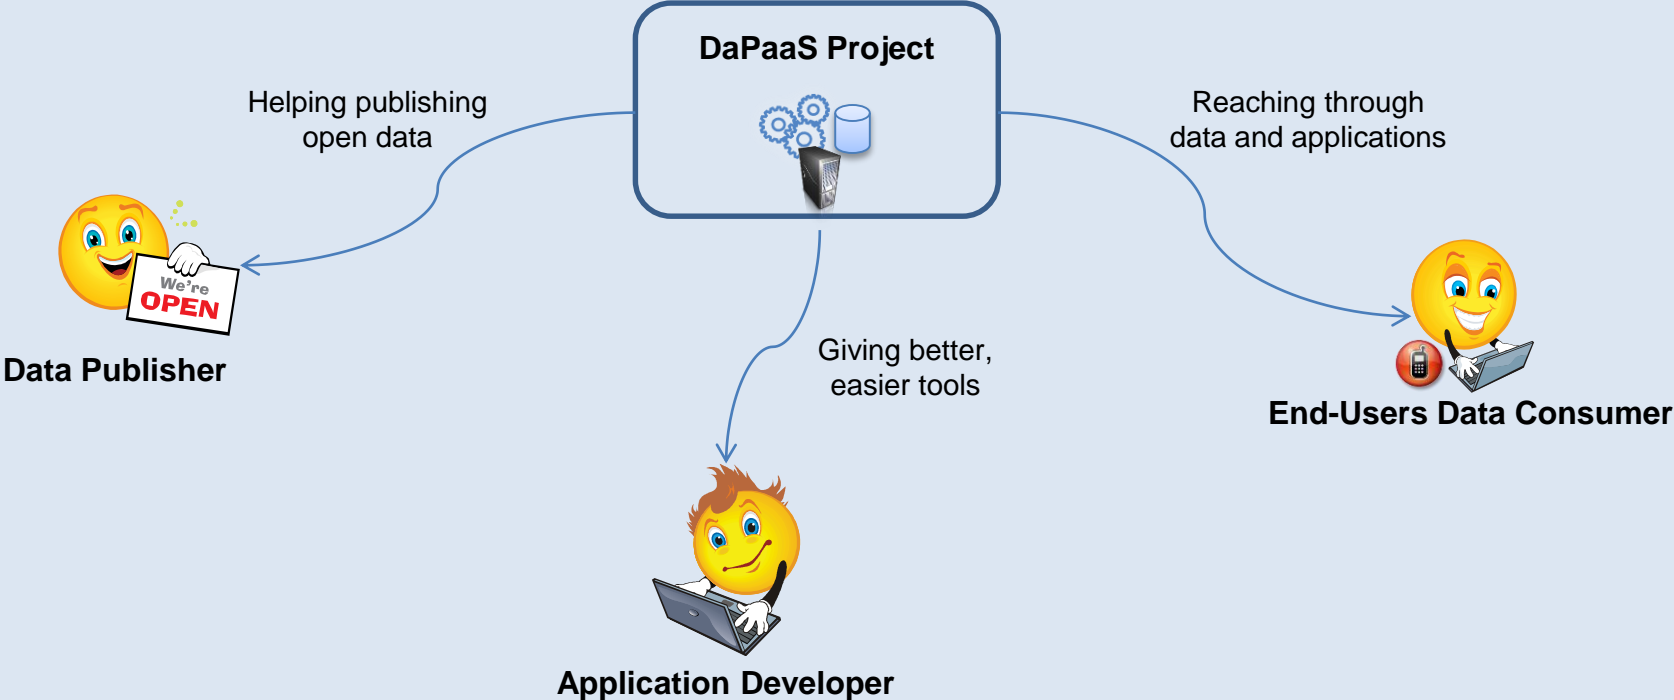 DaPaaS Project
Helping publishing
open data
Reaching through
data and applications
We're
OPEN
Data Publisher
Giving better,
easier tools
End-Users Data Consumer
Application Developer